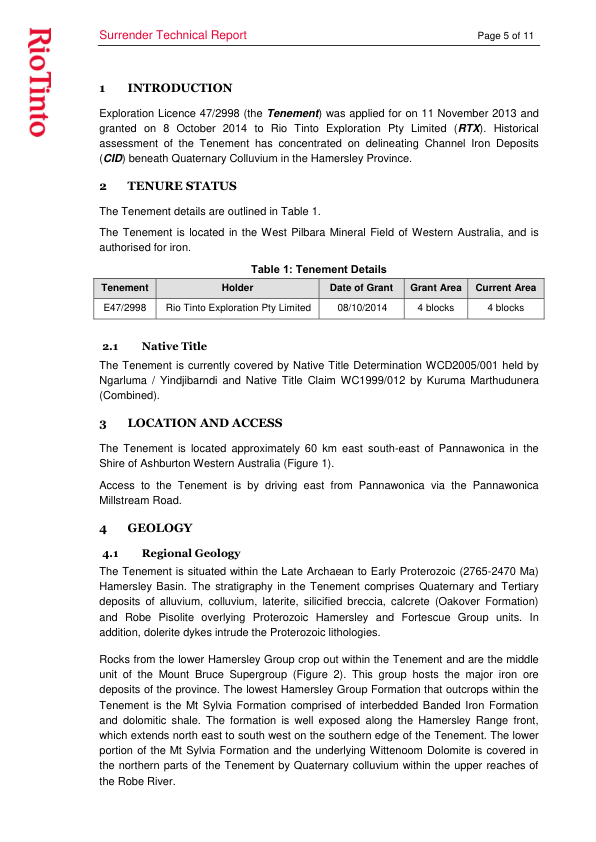 RioTinto
Surrender Technical Report Page 5 of 11
1 INTRODUCTION
Exploration Licence 47/2998 (the Tenement) was applied for on 11 November 2013 and
granted on 8 October 2014 to Rio Tinto Exploration Pty Limited (RTX). Historical
assessment of the Tenement has concentrated on delineating Channel Iron Deposits
(CID) beneath Quaternary Colluvium in the Hamersley Province.
2 TENURE STATUS
The Tenement details are outlined in Table 1.
The Tenement is located in the West Pilbara Mineral Field of Western Australia, and is
authorised for iron.
Table 1: Tenement Details
Tenement Holder Date of Grant Grant Area Current Area
E47/2998 Rio Tinto Exploration Pty Limited 08/10/2014 4 blocks 4 blocks
2.1 Native Title
The Tenement is currently covered by Native Title Determination WCD2005/001 held by
Ngarluma / Yindjibarndi and Native Title Claim WC1999/012 by Kuruma Marthudunera
(Combined).
3 LOCATION AND ACCESS
The Tenement is located approximately 60 km east south-east of Pannawonica in the
Shire of Ashburton Western Australia (Figure 1).
Access to the Tenement is by driving east from Pannawonica via the Pannawonica
Millstream Road.
4 GEOLOGY
4.1 Regional Geology
The Tenement is situated within the Late Archaean to Early Proterozoic (2765-2470 Ma)
Hamersley Basin. The stratigraphy in the Tenement comprises Quaternary and Tertiary
deposits of alluvium, colluvium, laterite, silicified breccia, calcrete (Oakover Formation)
and Robe Pisolite overlying Proterozoic Hamersley and Fortescue Group units. In
addition, dolerite dykes intrude the Proterozoic lithologies.
Rocks from the lower Hamersley Group crop out within the Tenement and are the middle
unit of the Mount Bruce Supergroup (Figure 2). This group hosts the major iron ore
deposits of the province. The lowest Hamersley Group Formation that outcrops within the
Tenement is the Mt Sylvia Formation comprised of interbedded Banded Iron Formation
and dolomitic shale. The formation is well exposed along the Hamersley Range front,
which extends north east to south west on the southern edge of the Tenement. The lower
portion of the Mt Sylvia Formation and the underlying Wittenoom Dolomite is covered in
the northern parts of the Tenement by Quaternary colluvium within the upper reaches of
the Robe River.